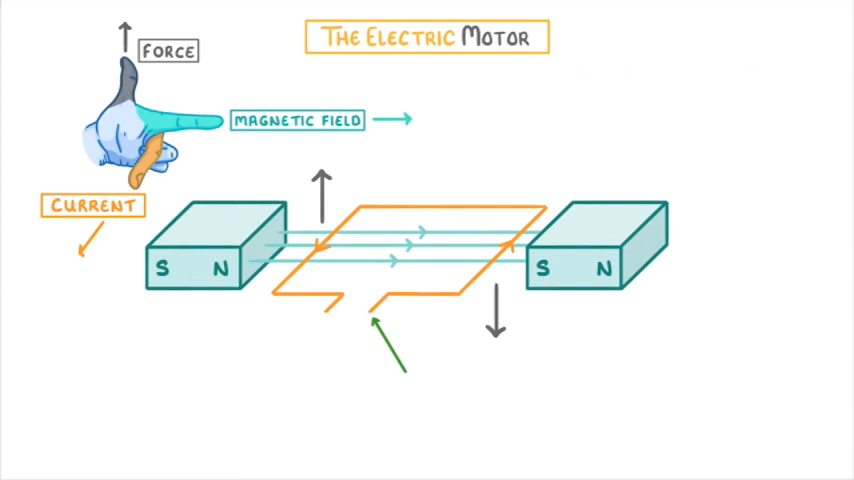 THE ELECTRIC MOTOR
FORCE
MAGNETIC FIELD
CURRENT
S N
S N